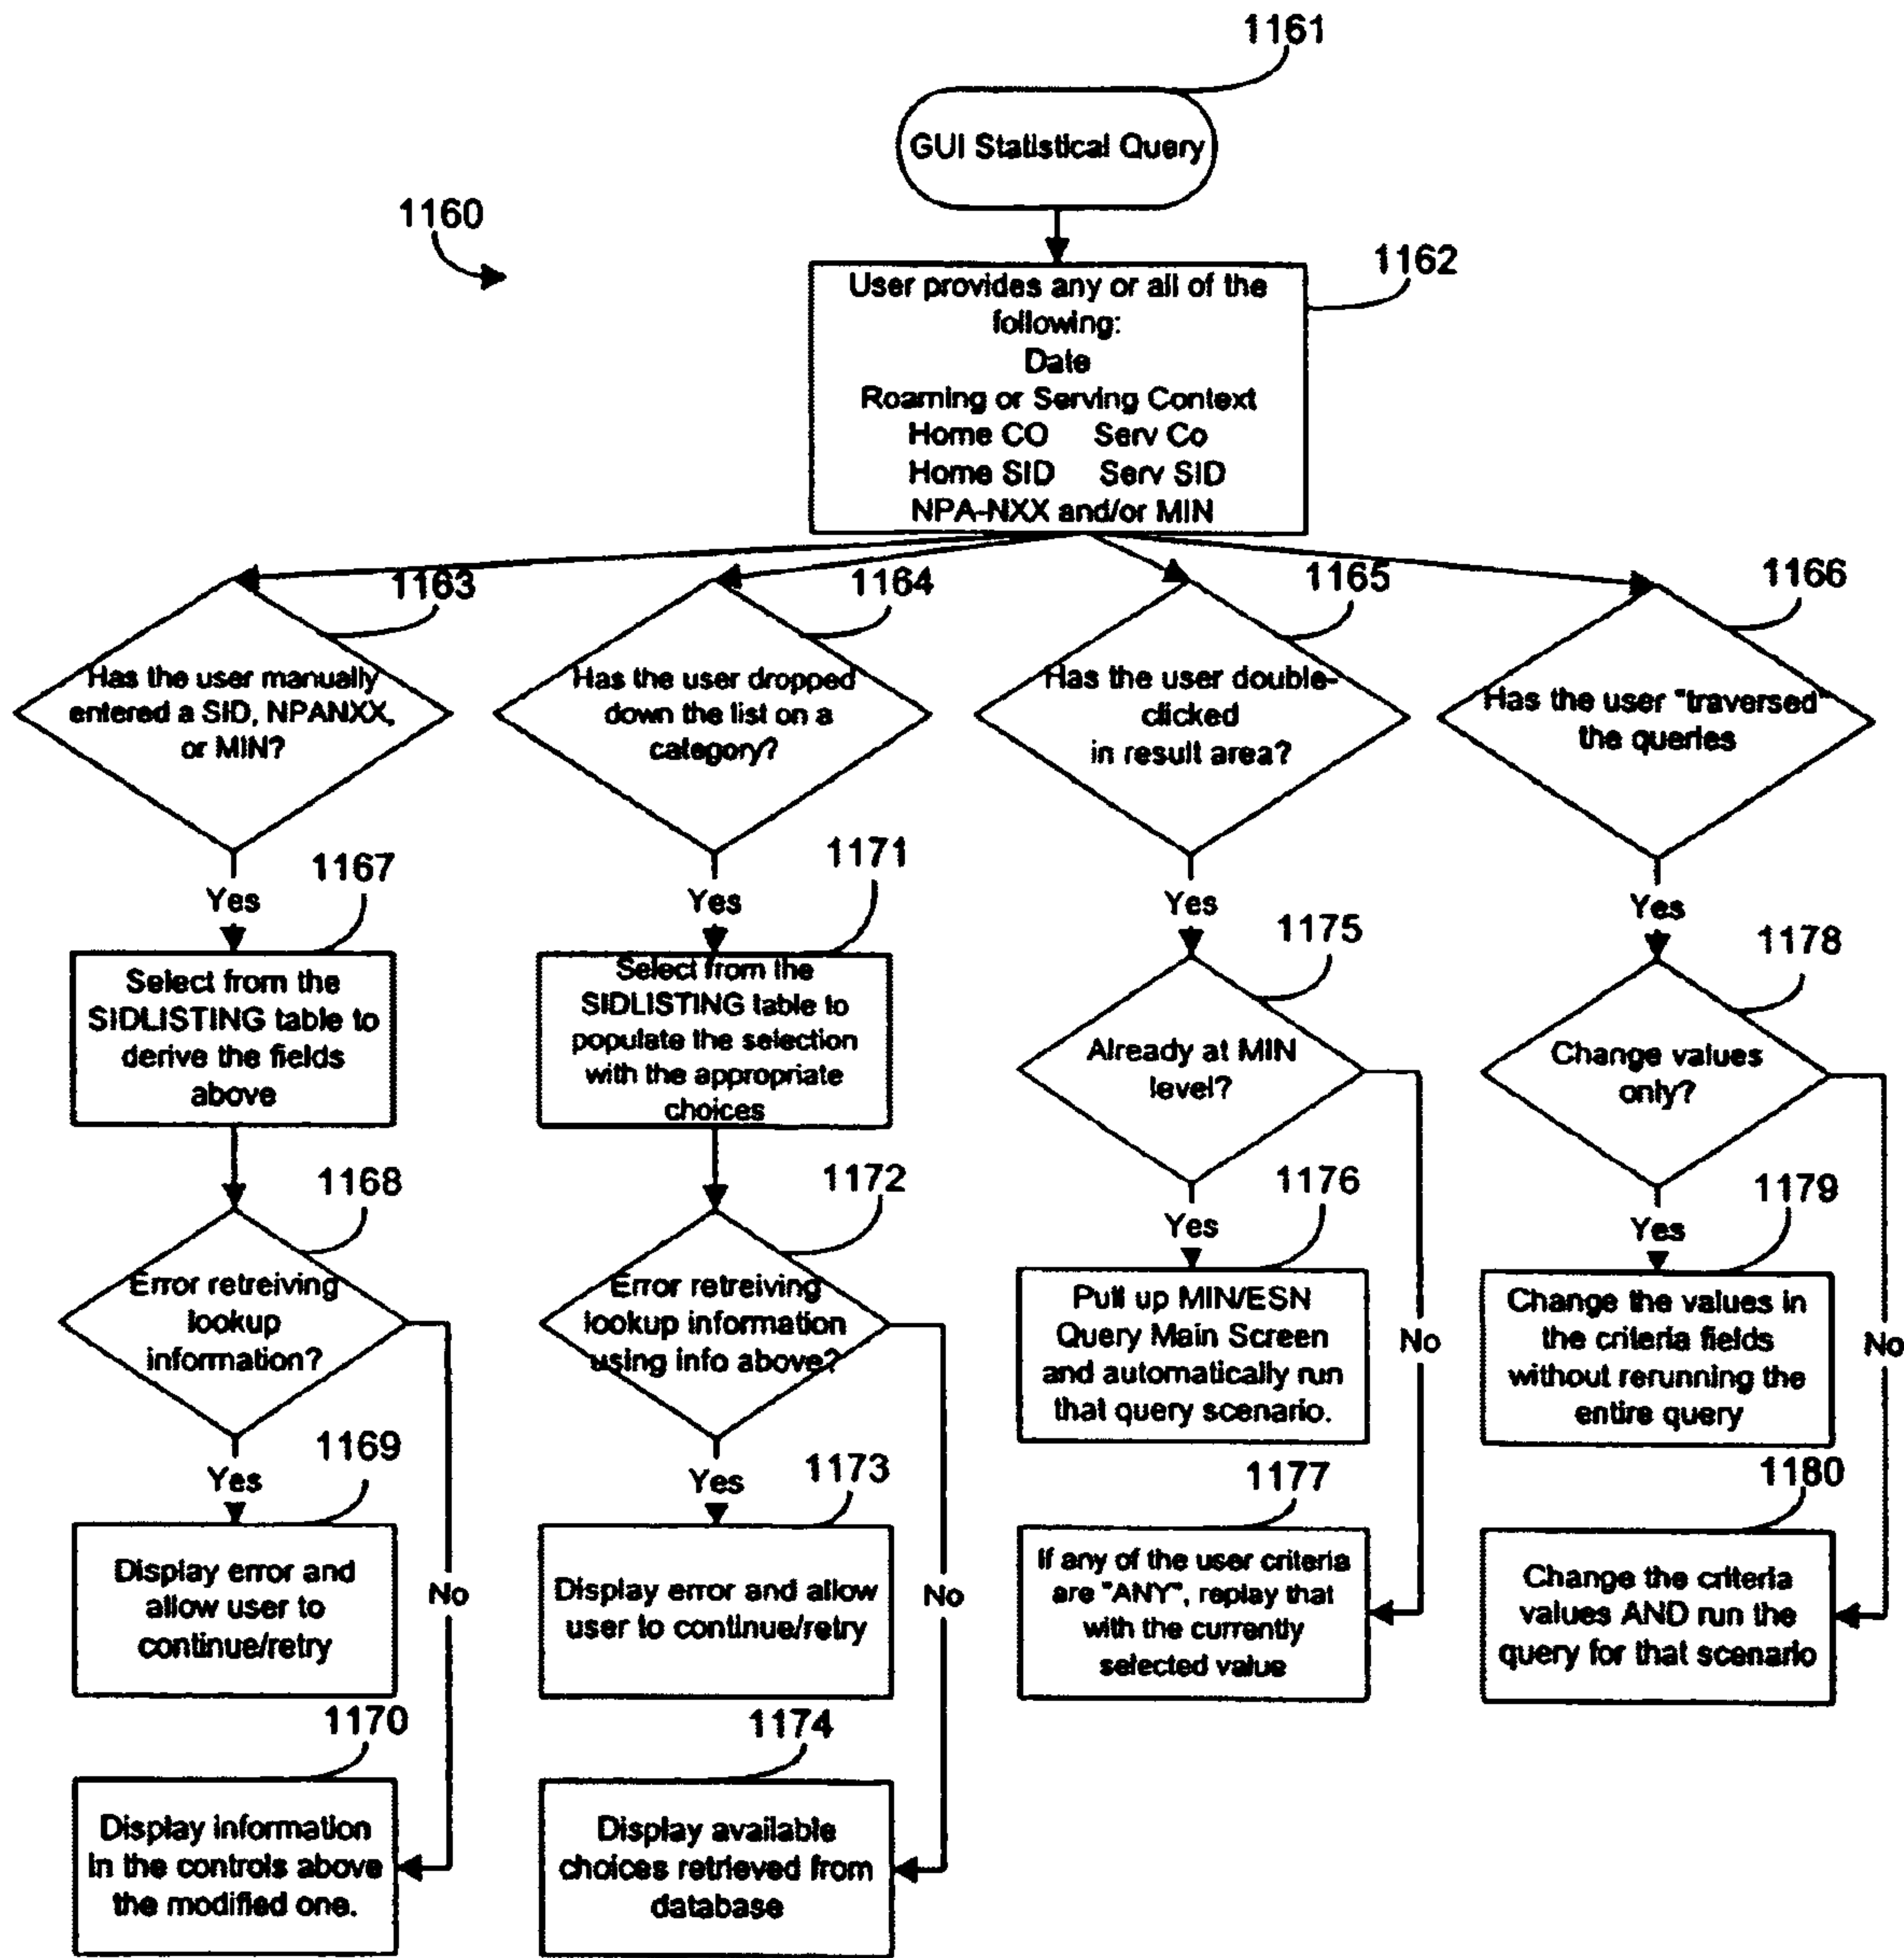 1161
GUI Statistical Query
1160
1162
User provides any or all of the
following:
Date
Roaming or Serving Context
Home CO Serv Co
Home SID Serv SID
NPA-NXX and/or MIN
1163
Has the user manually
entered a SID, NPANXX,
or MIN?
Yes
1167
Select from the
SIDLISTING table to
derive the fields
above
1168
Error retreiving
lookup
information?
Yes
No
1169
Display error and
allow user to
continue/retry
1170
Display information
in the controls above
the modified one.
1164
Has the user dropped
down the list on a
category?
Yes
1171
Select from the
SIDLISTING table to
populate the selection
with the appropriate
choices
1172
Error retreiving
lookup information
using info above?
Yes
No
1173
Display error and allow
user to continue/retry
1174
Display available
choices retrieved from
database
1165
Has the user double-
clicked
in result area?
Yes
1175
Already at MIN
level?
Yes
No
1176
Pull up MIN/ESN
Query Main Screen
and automatically run
that query scenario.
1177
If any of the user criteria
are "ANY", replay that
with the currently
selected value
1166
Has the user "traversed"
the queries
Yes
1178
Change values
only?
Yes
No
1179
Change the values in
the criteria fields
without rerunning the
entire query
1180
Change the criteria
values AND run the
query for that scenario